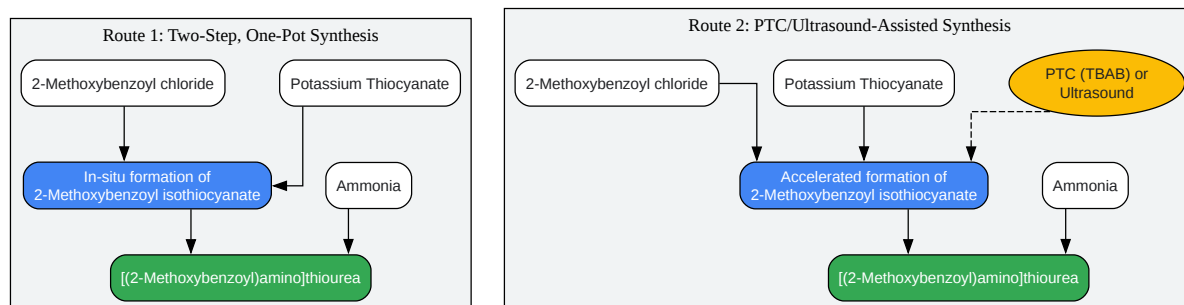 Route 1: Two-Step, One-Pot Synthesis
2-Methoxybenzoyl chloride
Potassium Thiocyanate
In-situ formation of
2-Methoxybenzoyl isothiocyanate
Ammonia
[(2-Methoxybenzoyl)amino]thiourea
Route 2: PTC/Ultrasound-Assisted Synthesis
2-Methoxybenzoyl chloride
Potassium Thiocyanate
PTC (TBAB) or
Ultrasound
Accelerated formation of
2-Methoxybenzoyl isothiocyanate
Ammonia
[(2-Methoxybenzoyl)amino]thiourea